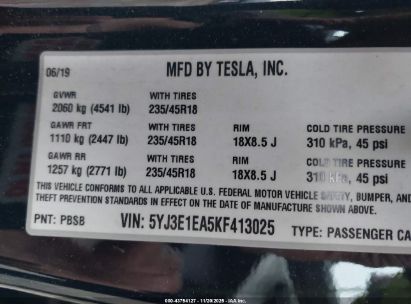 06/19 MFD BY TESLA, INC.
GVWR WITH TIRES
2060 kg (4541 lb) 235/45R18
GAWR FRT WITH TIRES RIM COLD TIRE PRESSURE
1110 kg (2447 lb) 235/45R18 18X8.5 J 310 kPa, 45 psi
GAWR RR WITH TIRES RIM COLD TIRE PRESSURE
1257 kg (2771 lb) 235/45R18 18X8.5 J 310 kPa, 45 psi
THIS VEHICLE CONFORMS TO ALL APPLICABLE U.S. FEDERAL MOTOR VEHICLE SAFETY, BUMPER, AND
THEFT PREVENTION STANDARDS IN EFFECT ON THE DATE OF MANUFACTURE SHOWN ABOVE.
PNT: PBSB VIN: 5YJ3E1EA5KF413025 TYPE: PASSENGER CA